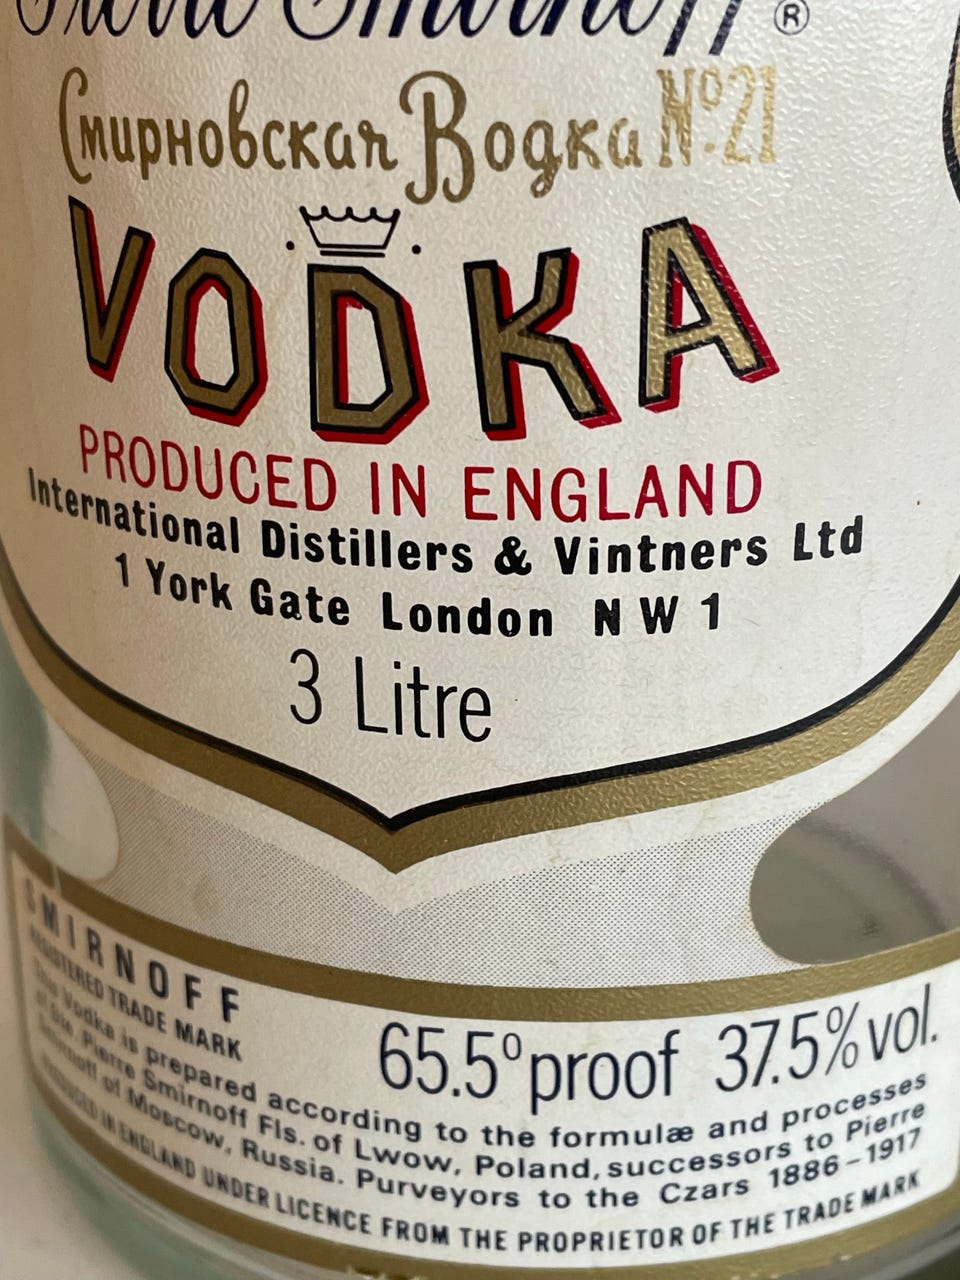 Smirnoff ®
Смирновская Водка № 21
VODKA
PRODUCED IN ENGLAND
International Distillers & Vintners Ltd
1 York Gate London NW1
3 Litre
SMIRNOFF
REGISTERED TRADE MARK
65.5° proof 37.5% vol.
This Vodka is prepared according to the formulæ and processes
of Ste. Pierre Smirnoff Fls. of Lwow, Poland, successors to Pierre
Smirnoff of Moscow, Russia. Purveyors to the Czars 1886-1917
PRODUCED IN ENGLAND UNDER LICENCE FROM THE PROPRIETOR OF THE TRADE MARK